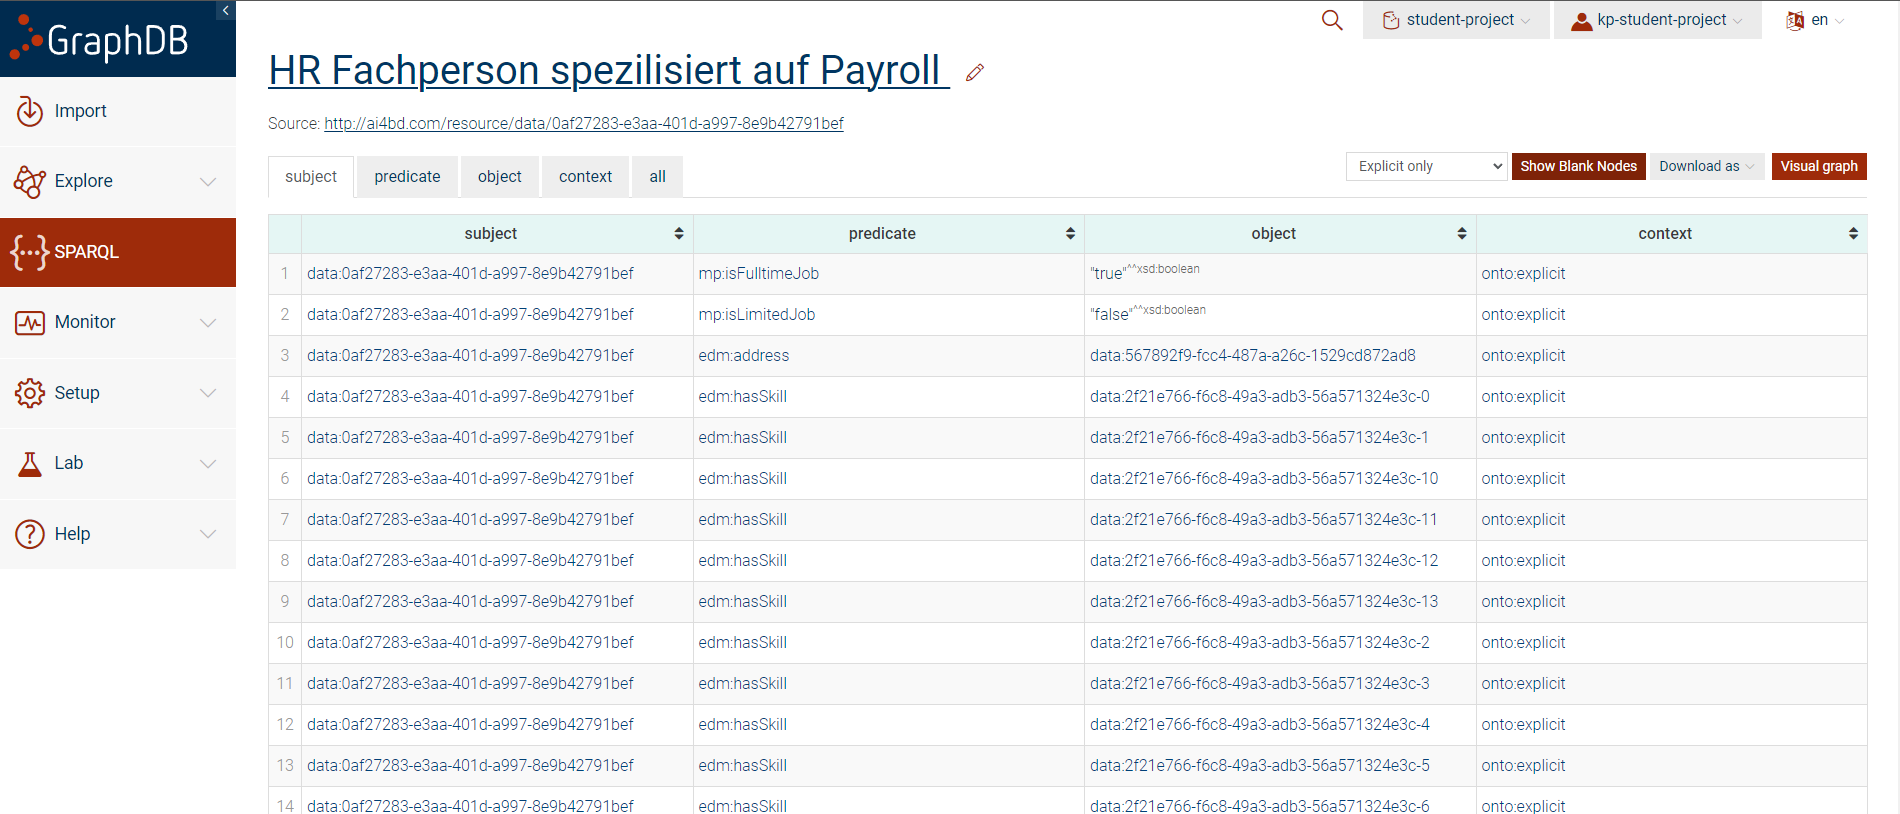 GraphDB
student-project
kp-student-project
en
Import
Explore
SPARQL
Monitor
Setup
Lab
Help
HR Fachperson spezilisiert auf Payroll
Source: http://ai4bd.com/resource/data/0af27283-e3aa-401d-a997-8e9b42791bef
subject predicate object context all
Explicit only Show Blank Nodes Download as Visual graph
subject predicate object context
1 data:0af27283-e3aa-401d-a997-8e9b42791bef mp:isFulltimeJob "true"^^xsd:boolean onto:explicit
2 data:0af27283-e3aa-401d-a997-8e9b42791bef mp:isLimitedJob "false"^^xsd:boolean onto:explicit
3 data:0af27283-e3aa-401d-a997-8e9b42791bef edm:address data:567892f9-fcc4-487a-a26c-1529cd872ad8 onto:explicit
4 data:0af27283-e3aa-401d-a997-8e9b42791bef edm:hasSkill data:2f21e766-f6c8-49a3-adb3-56a571324e3c-0 onto:explicit
5 data:0af27283-e3aa-401d-a997-8e9b42791bef edm:hasSkill data:2f21e766-f6c8-49a3-adb3-56a571324e3c-1 onto:explicit
6 data:0af27283-e3aa-401d-a997-8e9b42791bef edm:hasSkill data:2f21e766-f6c8-49a3-adb3-56a571324e3c-10 onto:explicit
7 data:0af27283-e3aa-401d-a997-8e9b42791bef edm:hasSkill data:2f21e766-f6c8-49a3-adb3-56a571324e3c-11 onto:explicit
8 data:0af27283-e3aa-401d-a997-8e9b42791bef edm:hasSkill data:2f21e766-f6c8-49a3-adb3-56a571324e3c-12 onto:explicit
9 data:0af27283-e3aa-401d-a997-8e9b42791bef edm:hasSkill data:2f21e766-f6c8-49a3-adb3-56a571324e3c-13 onto:explicit
10 data:0af27283-e3aa-401d-a997-8e9b42791bef edm:hasSkill data:2f21e766-f6c8-49a3-adb3-56a571324e3c-2 onto:explicit
11 data:0af27283-e3aa-401d-a997-8e9b42791bef edm:hasSkill data:2f21e766-f6c8-49a3-adb3-56a571324e3c-3 onto:explicit
12 data:0af27283-e3aa-401d-a997-8e9b42791bef edm:hasSkill data:2f21e766-f6c8-49a3-adb3-56a571324e3c-4 onto:explicit
13 data:0af27283-e3aa-401d-a997-8e9b42791bef edm:hasSkill data:2f21e766-f6c8-49a3-adb3-56a571324e3c-5 onto:explicit
14 data:0af27283-e3aa-401d-a997-8e9b42791bef edm:hasSkill data:2f21e766-f6c8-49a3-adb3-56a571324e3c-6 onto:explicit